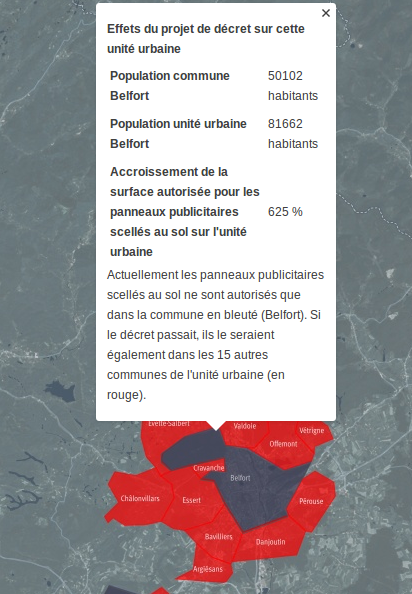 ×
Effets du projet de décret sur cette
unité urbaine
Population commune 50102
Belfort habitants
Population unité urbaine 81662
Belfort habitants
Accroissement de la
surface autorisée pour les
panneaux publicitaires 625 %
scellés au sol sur l'unité
urbaine
Actuellement les panneaux publicitaires
scellés au sol ne sont autorisés que
dans la commune en bleuté (Belfort). Si
le décret passait, ils le seraient
également dans les 15 autres
communes de l'unité urbaine (en
rouge).
Evette-Salbert
Valdoie
Vétrigne
Offemont
Cravanche
Belfort
Châlonvillars
Essert
Pérouse
Bavilliers
Danjoutin
Argiésans